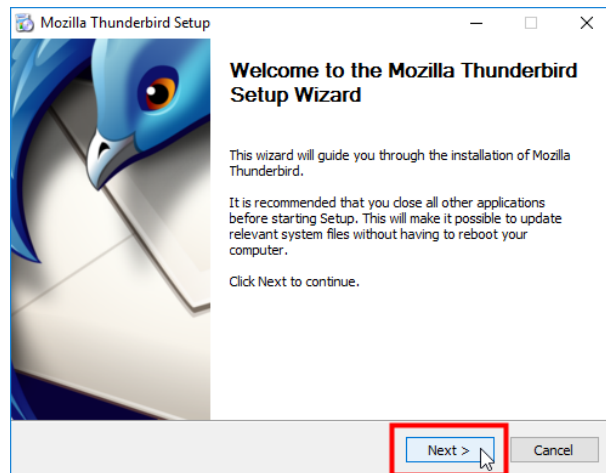 Mozilla Thunderbird Setup
Welcome to the Mozilla Thunderbird
Setup Wizard
This wizard will guide you through the installation of Mozilla
Thunderbird.
It is recommended that you close all other applications
before starting Setup. This will make it possible to update
relevant system files without having to reboot your
computer.
Click Next to continue.
Next >
Cancel